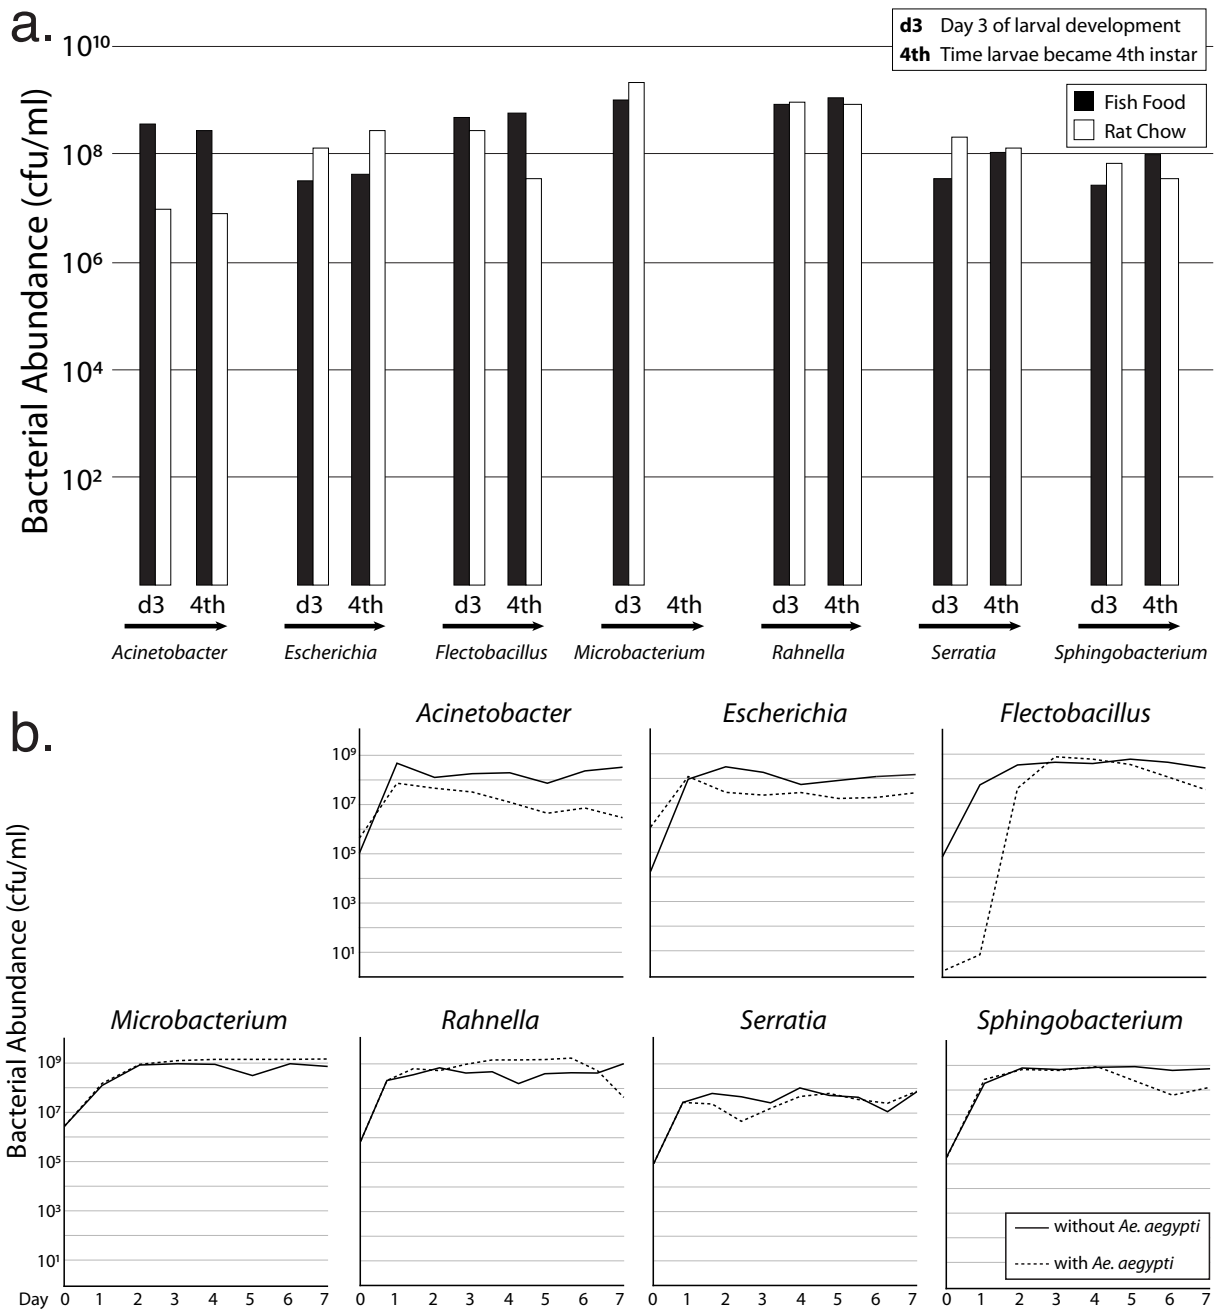 a.
d3 Day 3 of larval development
4th Time larvae became 4th instar
Fish Food
Rat Chow
Bacterial Abundance (cfu/ml)
10¹⁰
10⁸
10⁶
10⁴
10²
d3 4th d3 4th d3 4th d3 4th d3 4th d3 4th d3 4th
Acinetobacter Escherichia Flectobacillus Microbacterium Rahnella Serratia Sphingobacterium
b.
Bacterial Abundance (cfu/ml)
Acinetobacter Escherichia Flectobacillus
10⁹
10⁷
10⁵
10³
10¹
Microbacterium Rahnella Serratia Sphingobacterium
10⁹
10⁷
10⁵
10³
10¹
without Ae. aegypti
with Ae. aegypti
Day 0 1 2 3 4 5 6 7 0 1 2 3 4 5 6 7 0 1 2 3 4 5 6 7 0 1 2 3 4 5 6 7